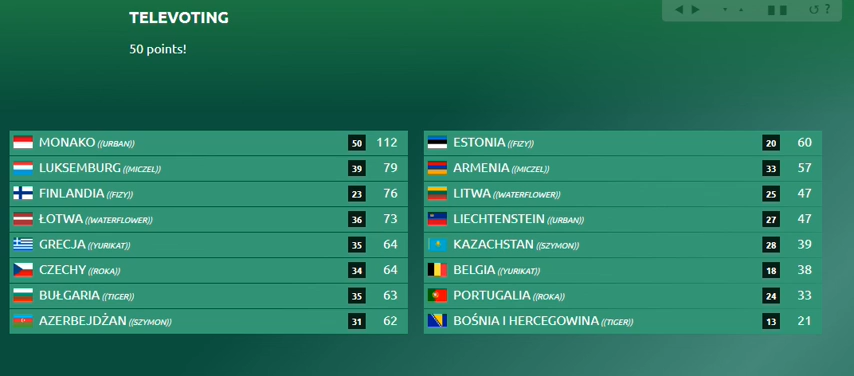 TELEVOTING
50 points!
MONAKO ((URBAN)) 50 112
LUKSEMBURG ((MICZEL)) 39 79
FINLANDIA ((FIZY)) 23 76
ŁOTWA ((WATERFLOWER)) 36 73
GRECJA ((YURIKAT)) 35 64
CZECHY ((ROKA)) 34 64
BUŁGARIA ((TIGER)) 35 63
AZERBEJDŻAN ((SZYMON)) 31 62
ESTONIA ((FIZY)) 20 60
ARMENIA ((MICZEL)) 33 57
LITWA ((WATERFLOWER)) 25 47
LIECHTENSTEIN ((URBAN)) 27 47
KAZACHSTAN ((SZYMON)) 28 39
BELGIA ((YURIKAT)) 18 38
PORTUGALIA ((ROKA)) 24 33
BOŚNIA I HERCEGOWINA ((TIGER)) 13 21